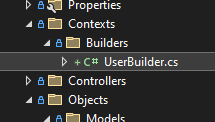 Properties
Contexts
Builders
+ C# UserBuilder.cs
Controllers
Objects
Models